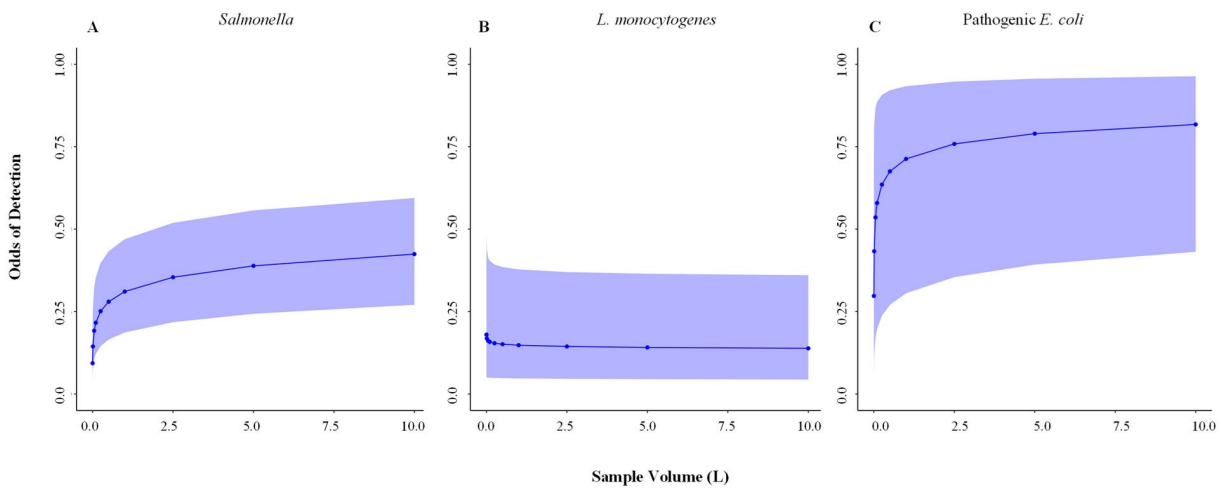 A
Salmonella
B
L. monocytogenes
C
Pathogenic E. coli
Odds of Detection
1.00
0.75
0.50
0.25
0.0
0.0 2.5 5.0 7.5 10.0
1.00
0.75
0.50
0.25
0.0
0.0 2.5 5.0 7.5 10.0
1.00
0.75
0.50
0.25
0.0
0.0 2.5 5.0 7.5 10.0
Sample Volume (L)